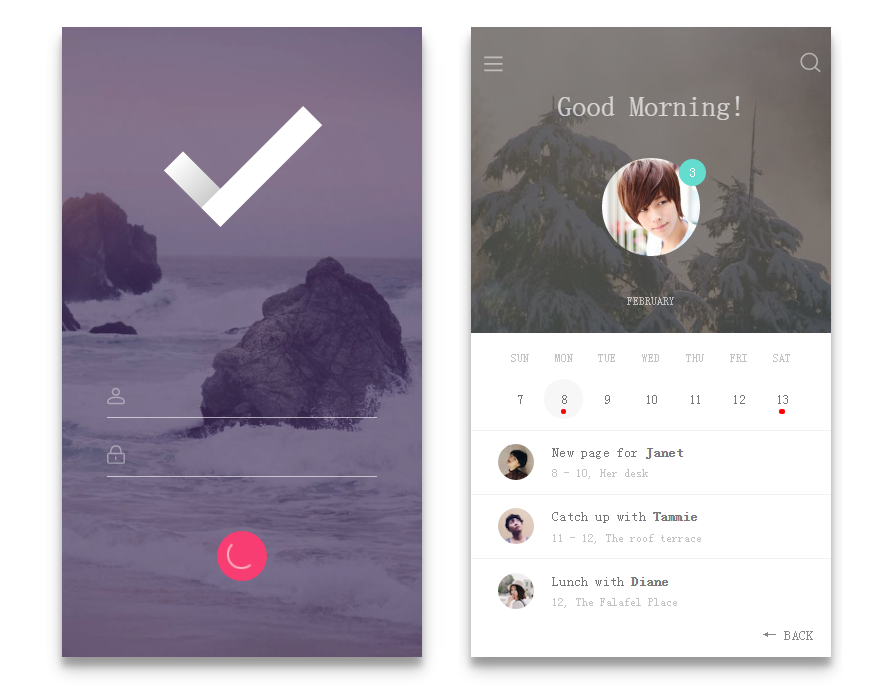 Good Morning!
3
FEBRUARY
SUN MON TUE WED THU FRI SAT
7 8 9 10 11 12 13
New page for Janet
8 - 10, Her desk
Catch up with Tammie
11 - 12, The roof terrace
Lunch with Diane
12, The Falafel Place
← BACK